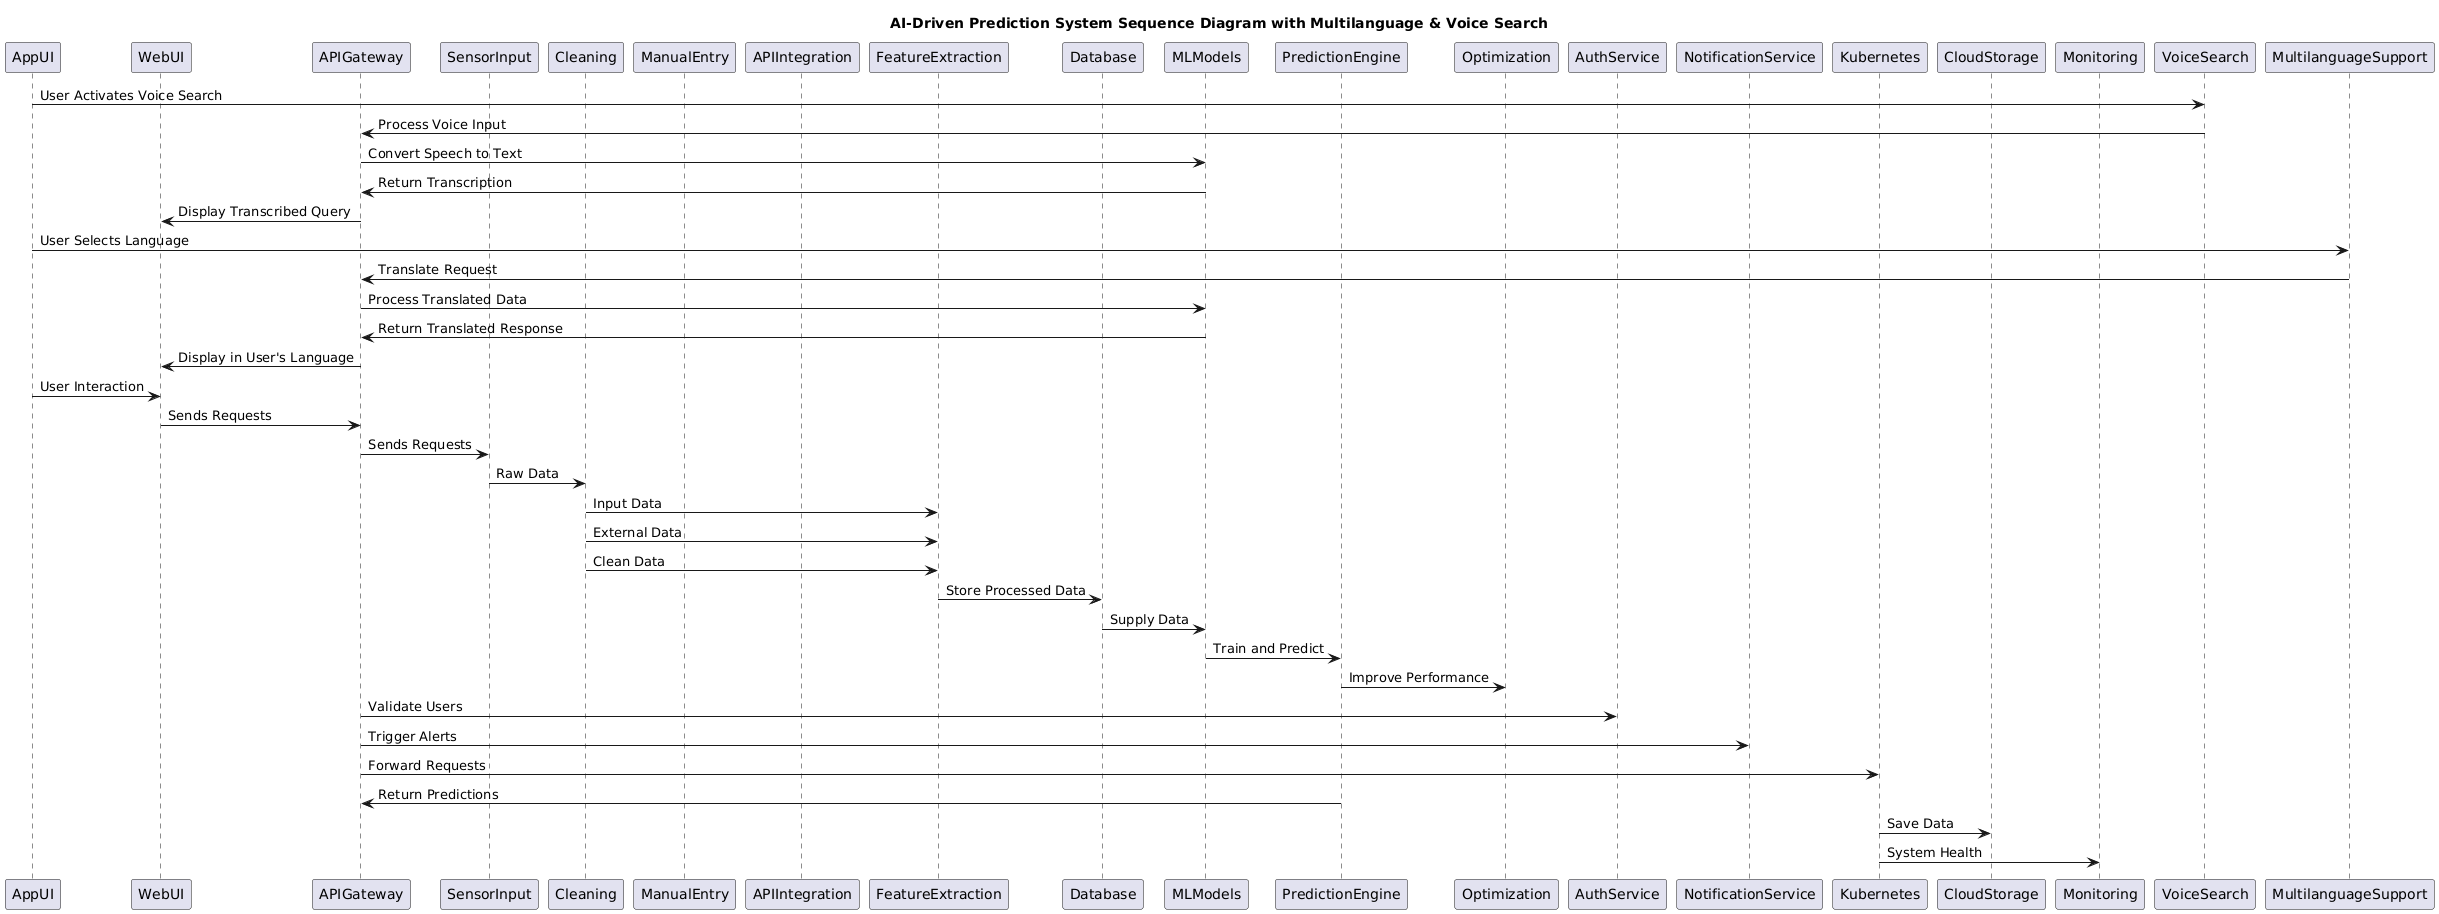 AI-Driven Prediction System Sequence Diagram with Multilanguage & Voice Search
AppUI WebUI APIGateway SensorInput Cleaning ManualEntry APIIntegration FeatureExtraction Database MLModels PredictionEngine Optimization AuthService NotificationService Kubernetes CloudStorage Monitoring VoiceSearch MultilanguageSupport
User Activates Voice Search
Process Voice Input
Convert Speech to Text
Return Transcription
Display Transcribed Query
User Selects Language
Translate Request
Process Translated Data
Return Translated Response
Display in User's Language
User Interaction
Sends Requests
Sends Requests
Raw Data
Input Data
External Data
Clean Data
Store Processed Data
Supply Data
Train and Predict
Improve Performance
Validate Users
Trigger Alerts
Forward Requests
Return Predictions
Save Data
System Health
AppUI WebUI APIGateway SensorInput Cleaning ManualEntry APIIntegration FeatureExtraction Database MLModels PredictionEngine Optimization AuthService NotificationService Kubernetes CloudStorage Monitoring VoiceSearch MultilanguageSupport